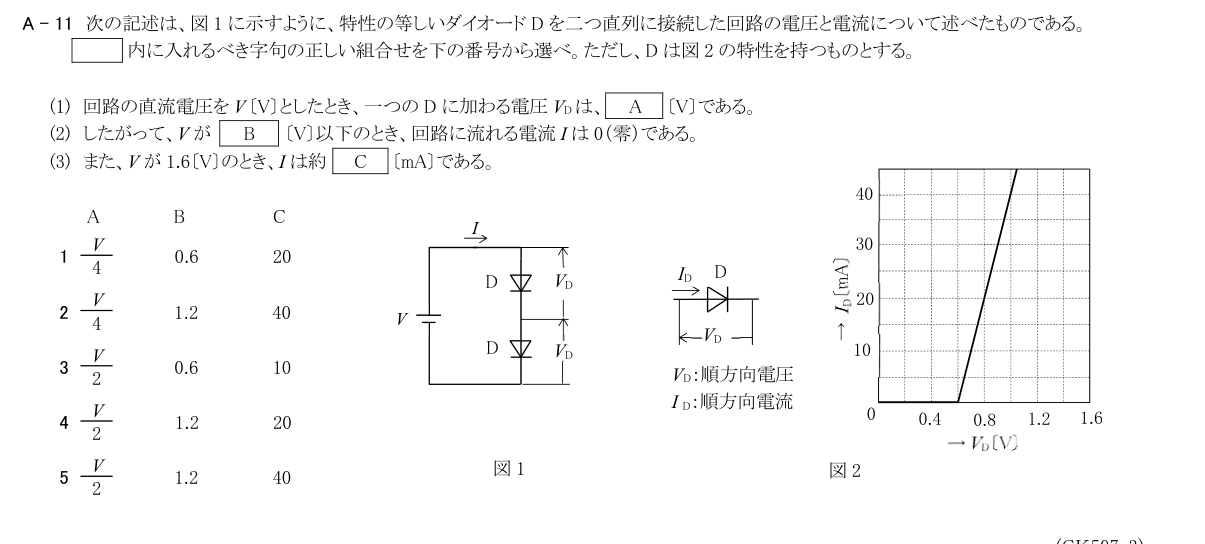 A－11 次の記述は、図1に示すように、特性の等しいダイオードDを二つ直列に接続した回路の電圧と電流について述べたものである。
内に入れるべき字句の正しい組合せを下の番号から選べ。ただし、Dは図2の特性を持つものとする。
(1) 回路の直流電圧をV〔V〕としたとき、一つのDに加わる電圧VDは、 A 〔V〕である。
(2) したがって、Vが B 〔V〕以下のとき、回路に流れる電流Iは0(零)である。
(3) また、Vが1.6〔V〕のとき、Iは約 C 〔mA〕である。
A B C
1 V/4 0.6 20
2 V/4 1.2 40
3 V/2 0.6 10
4 V/2 1.2 20
5 V/2 1.2 40
I
D VD
V
D VD
図1
ID D
VD
VD:順方向電圧
ID:順方向電流
→ID〔mA〕
40
30
20
10
0 0.4 0.8 1.2 1.6
→VD〔V〕
図2